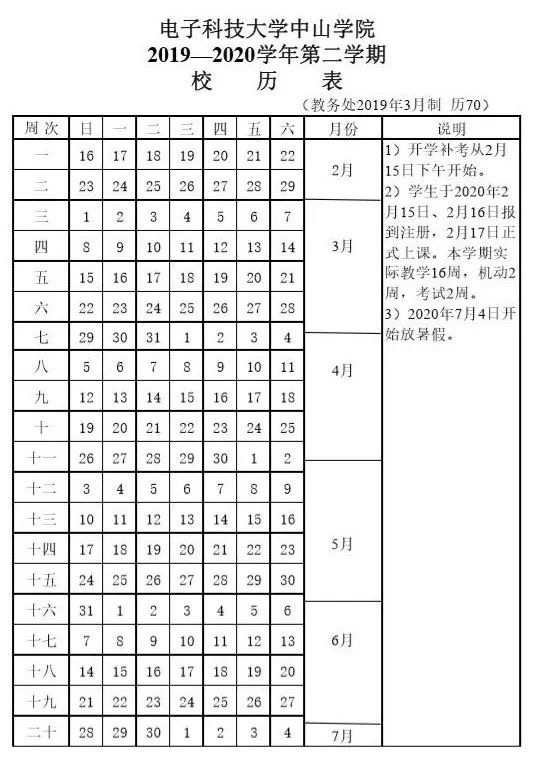 电子科技大学中山学院
2019—2020学年第二学期
校 历 表
（教务处2019年3月制 历70）
周次 日 一 二 三 四 五 六 月份 说明
一 16 17 18 19 20 21 22
二 23 24 25 26 27 28 29
2月
三 1 2 3 4 5 6 7
四 8 9 10 11 12 13 14
五 15 16 17 18 19 20 21
六 22 23 24 25 26 27 28
3月
七 29 30 31 1 2 3 4
八 5 6 7 8 9 10 11
九 12 13 14 15 16 17 18
十 19 20 21 22 23 24 25
十一 26 27 28 29 30 1 2
4月
十二 3 4 5 6 7 8 9
十三 10 11 12 13 14 15 16
十四 17 18 19 20 21 22 23
十五 24 25 26 27 28 29 30
5月
十六 31 1 2 3 4 5 6
十七 7 8 9 10 11 12 13
十八 14 15 16 17 18 19 20
十九 21 22 23 24 25 26 27
6月
二十 28 29 30 1 2 3 4
7月
1）开学补考从2月
15日下午开始。
2）学生于2020年2
月15日、2月16日报
到注册，2月17日正
式上课。本学期实
际教学16周，机动2
周，考试2周。
3）2020年7月4日开
始放暑假。